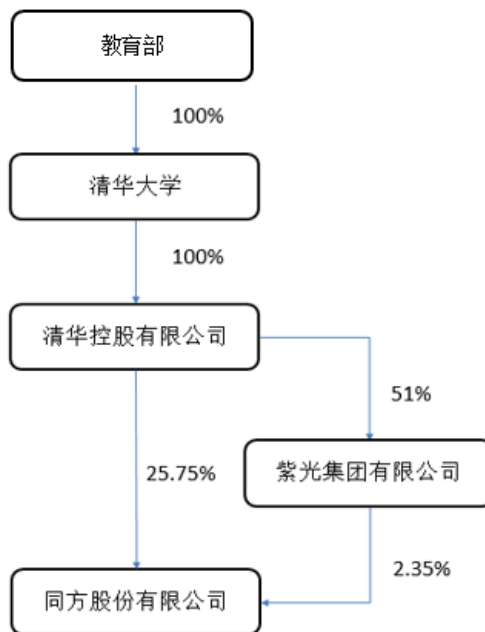 教育部
100%
清华大学
100%
清华控股有限公司
51%
25.75%
紫光集团有限公司
2.35%
同方股份有限公司